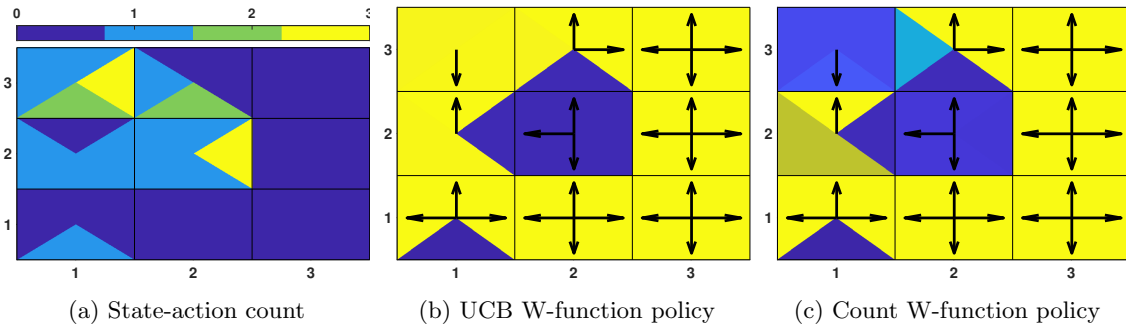 0 1 2 3
3 3 3
2 2 2
1 1 1
1 2 3 1 2 3 1 2 3
(a) State-action count (b) UCB W-function policy (c) Count W-function policy